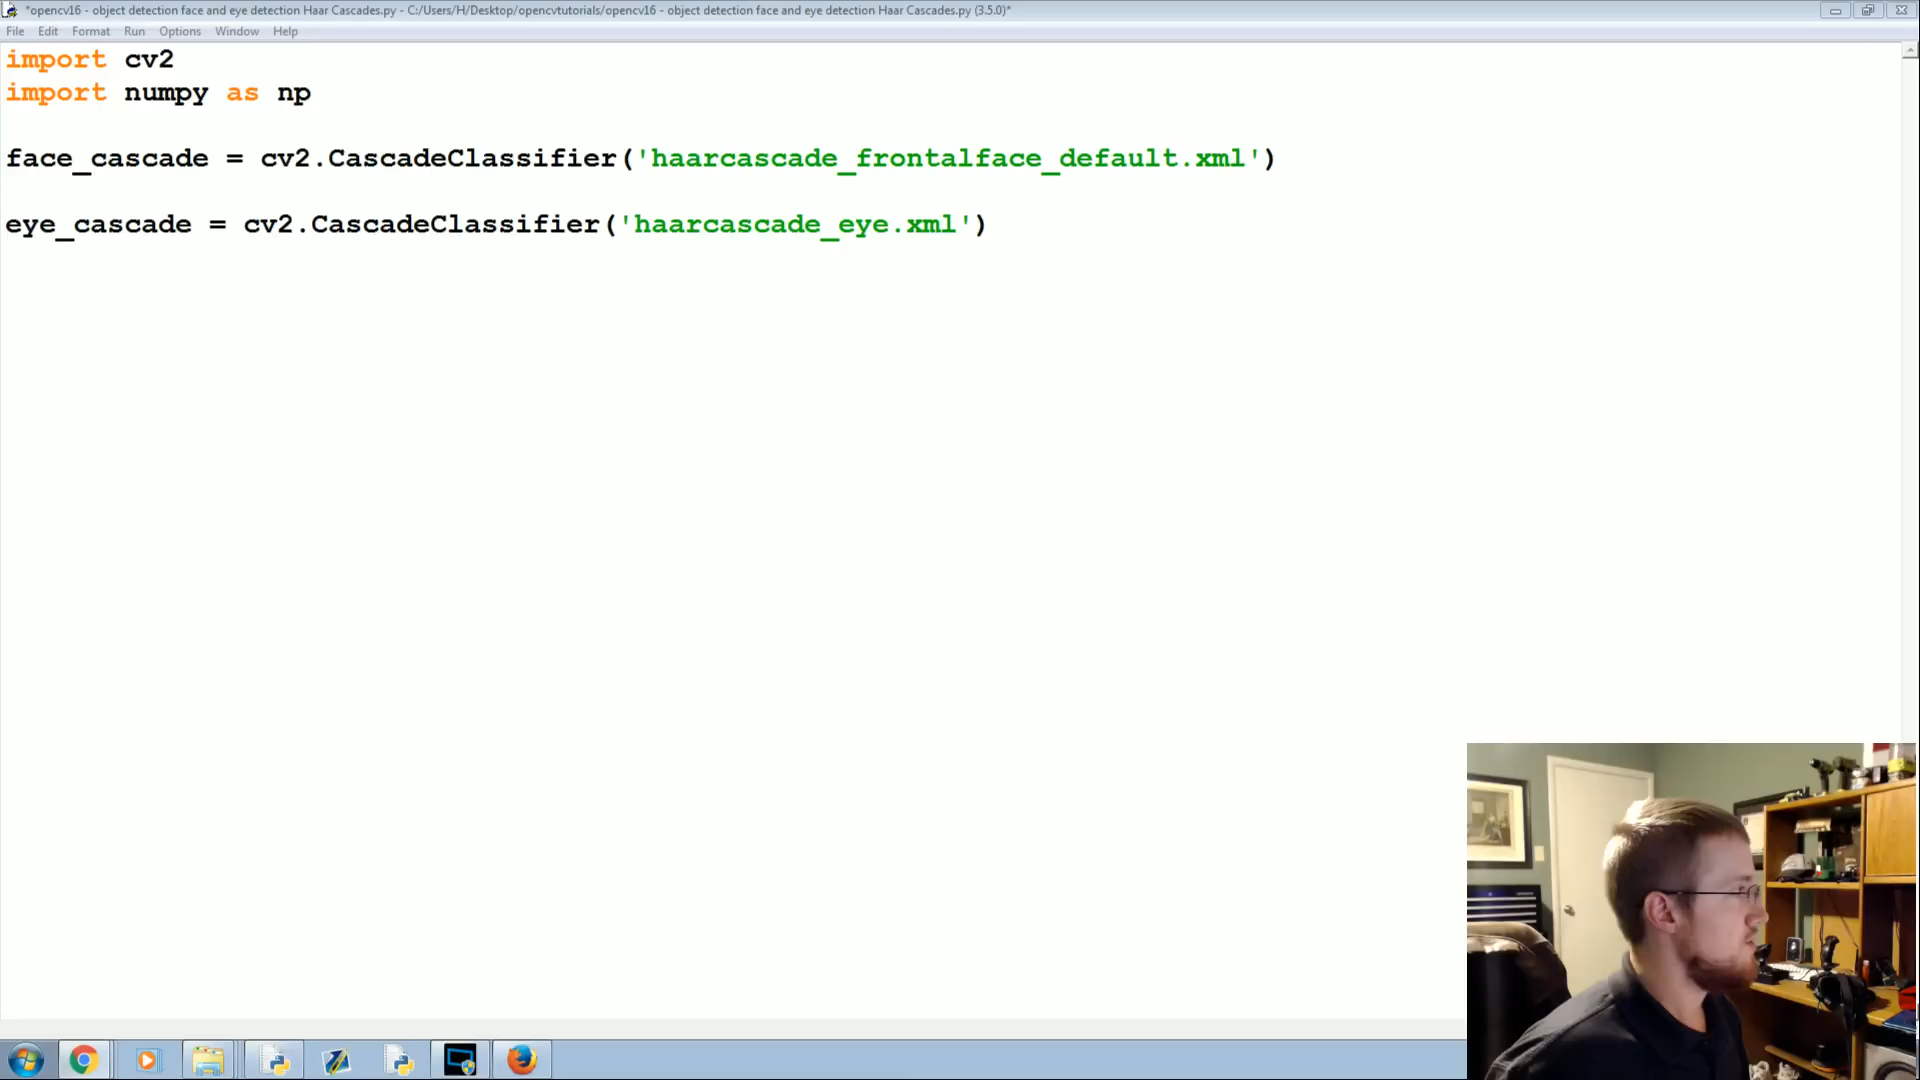 *opencv16 - object detection face and eye detection Haar Cascades.py - C:/Users/H/Desktop/opencvtutorials/opencv16 - object detection face and eye detection Haar Cascades.py (3.5.0)*
File Edit Format Run Options Window Help
import cv2
import numpy as np
face_cascade = cv2.CascadeClassifier('haarcascade_frontalface_default.xml')
eye_cascade = cv2.CascadeClassifier('haarcascade_eye.xml')